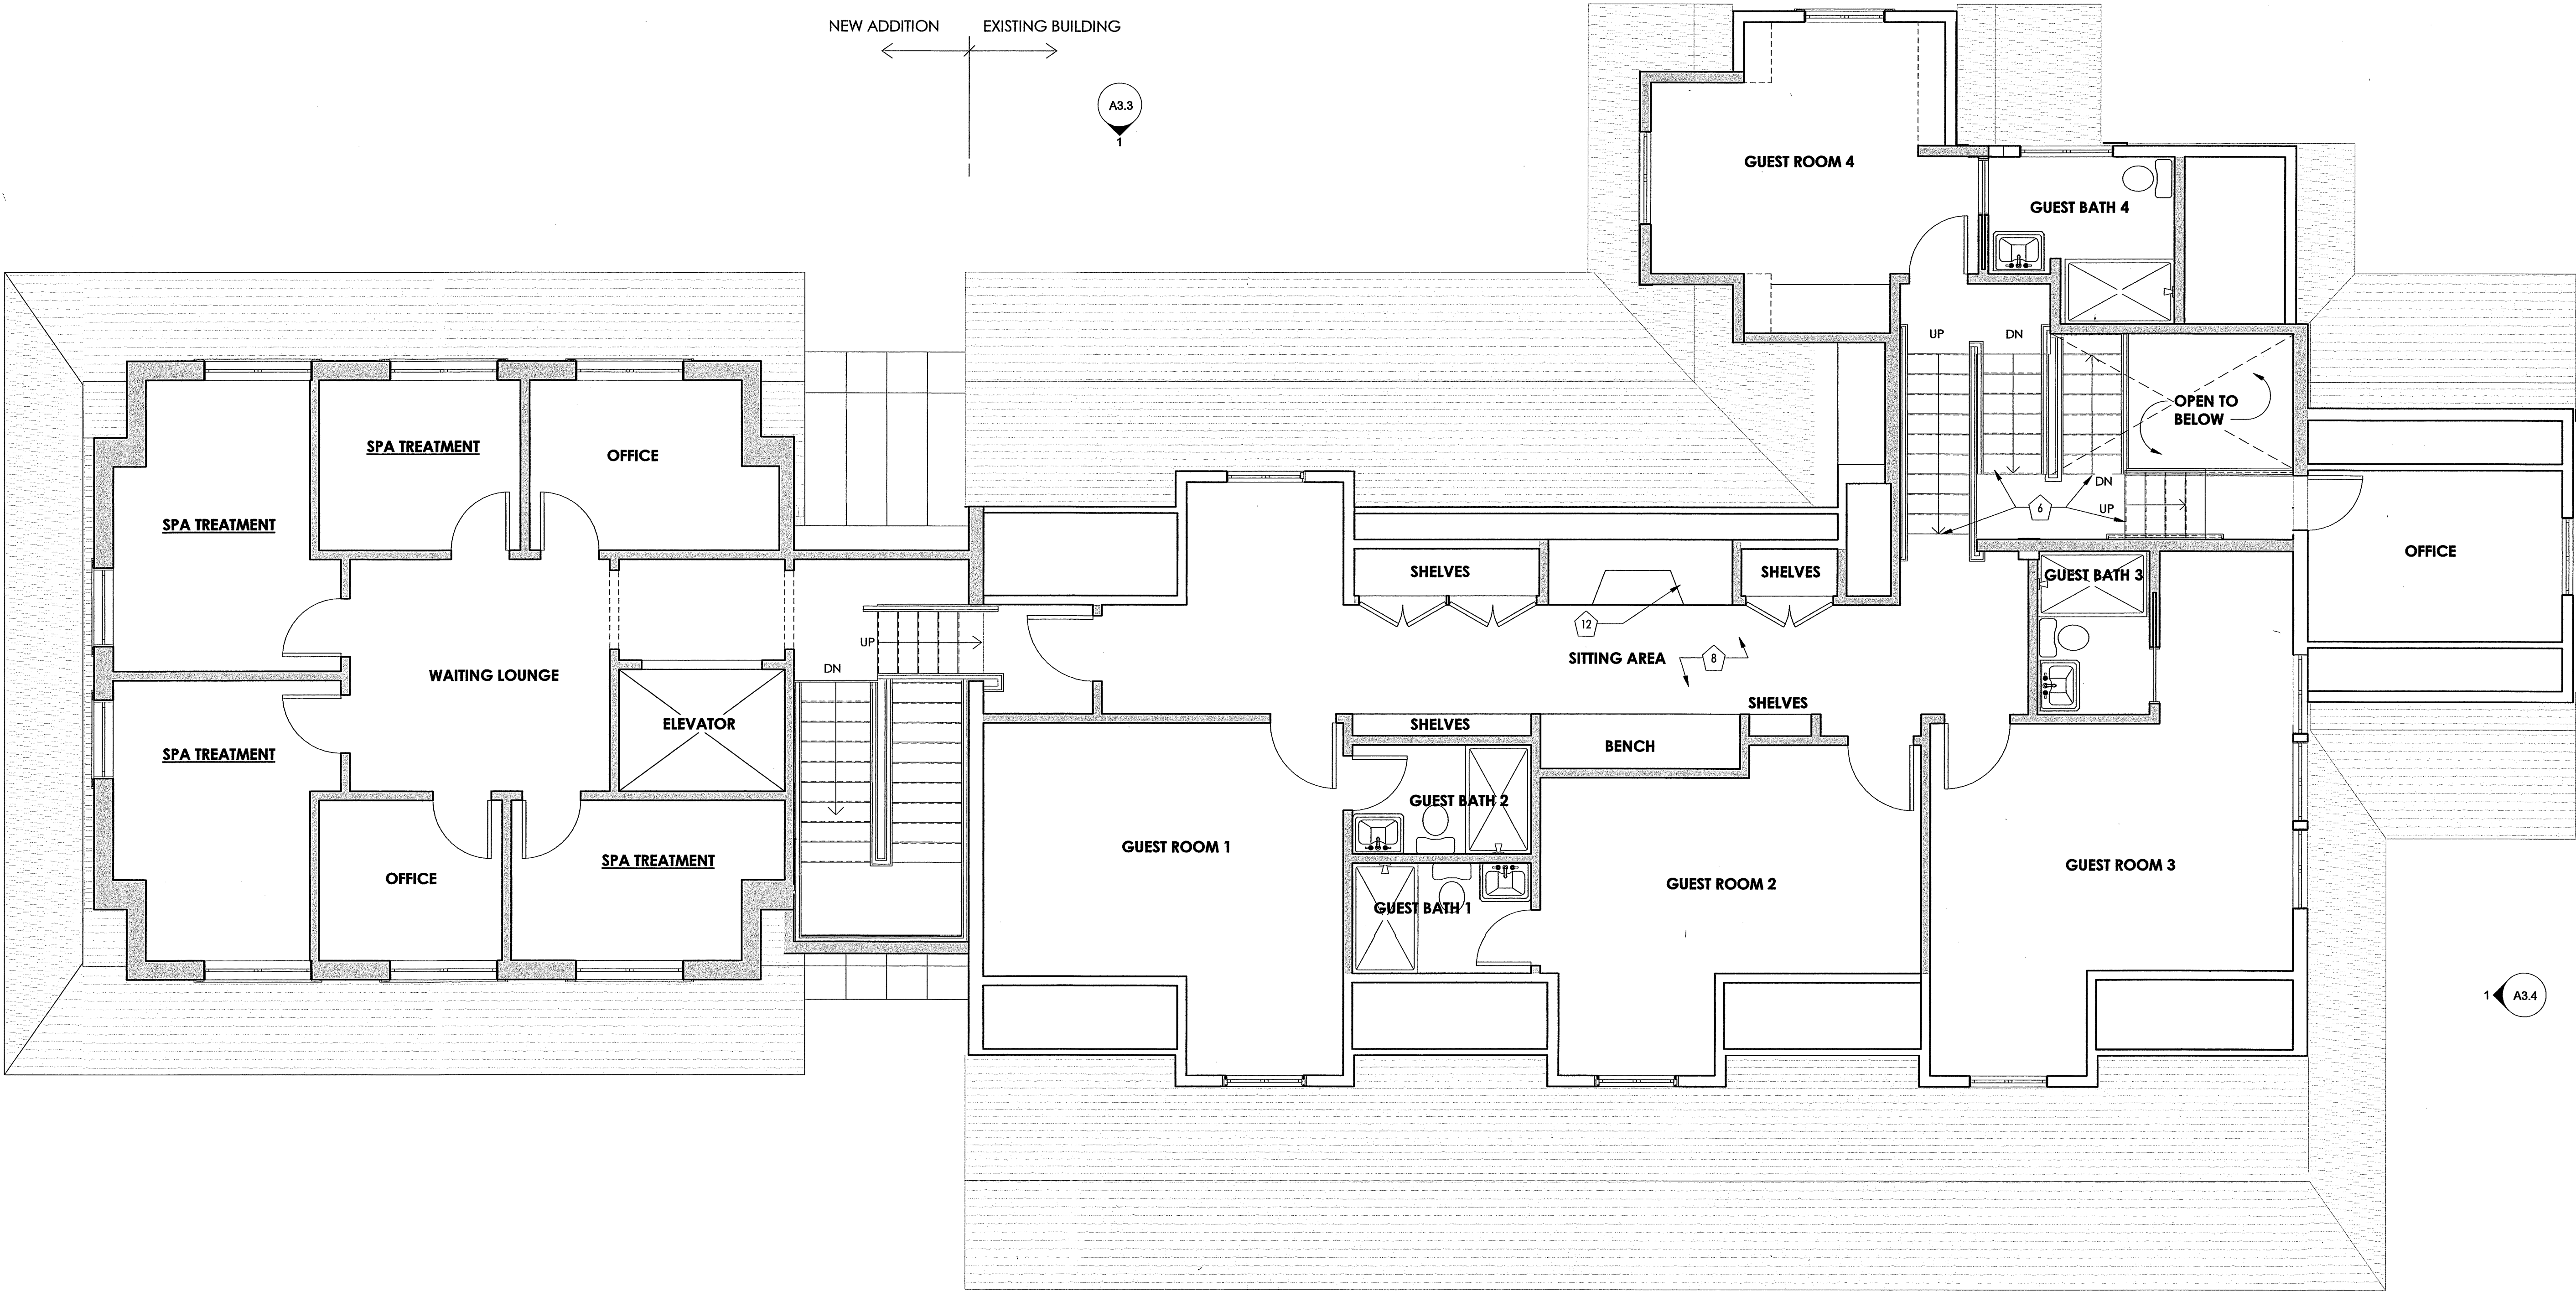 NEW ADDITION
EXISTING BUILDING
A3.3
1
GUEST ROOM 4
GUEST BATH 4
UP
DN
OPEN TO
BELOW
DN
UP
6
OFFICE
SPA TREATMENT
OFFICE
SPA TREATMENT
SHELVES
SHELVES
GUEST BATH 3
12
UP
SITTING AREA
8
WAITING LOUNGE
DN
SHELVES
ELEVATOR
SHELVES
BENCH
SPA TREATMENT
GUEST BATH 2
GUEST ROOM 1
SPA TREATMENT
GUEST ROOM 3
OFFICE
GUEST ROOM 2
GUEST BATH 1
1
A3.4